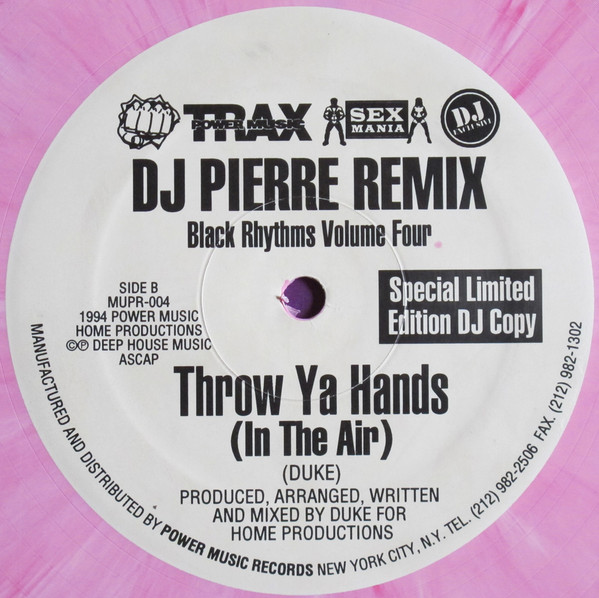 TRAX
POWER MUSIC
SEX
MANIA
DJ
EXCLUSIVE
DJ PIERRE REMIX
Black Rhythms Volume Four
SIDE B
MUPR-004
1994 POWER MUSIC
HOME PRODUCTIONS
©℗ DEEP HOUSE MUSIC
ASCAP
Special Limited
Edition DJ Copy
Throw Ya Hands
(In The Air)
(DUKE)
PRODUCED, ARRANGED, WRITTEN
AND MIXED BY DUKE FOR
HOME PRODUCTIONS
MANUFACTURED AND DISTRIBUTED BY POWER MUSIC RECORDS NEW YORK CITY, N.Y. TEL. (212) 982-2506 FAX. (212) 982-1302